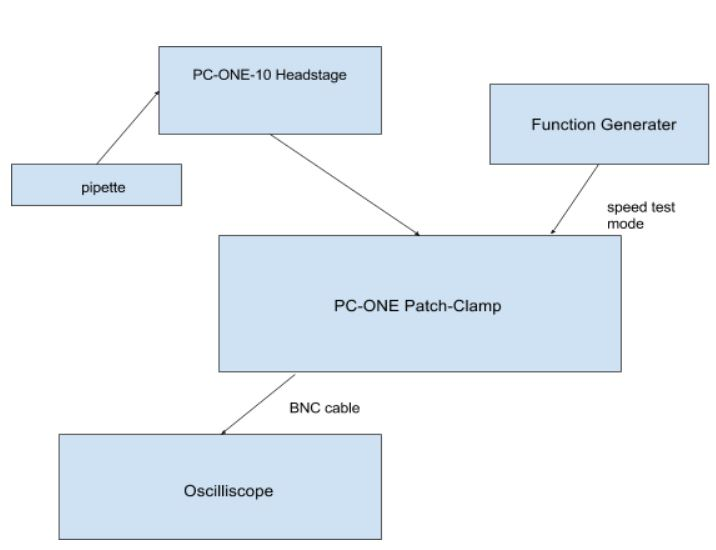 PC-ONE-10 Headstage
Function Generater
pipette
speed test
mode
PC-ONE Patch-Clamp
BNC cable
Oscilliscope